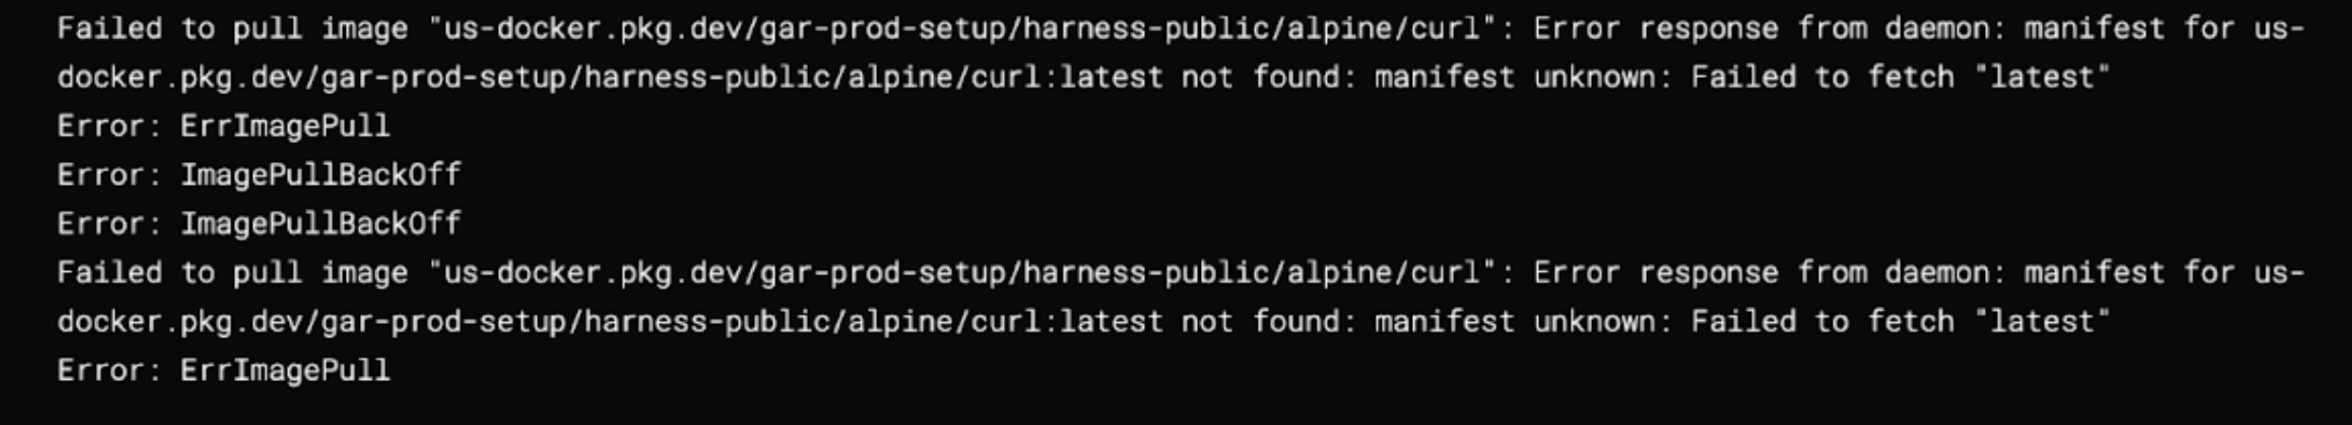 Failed to pull image "us-docker.pkg.dev/gar-prod-setup/harness-public/alpine/curl": Error response from daemon: manifest for us-
docker.pkg.dev/gar-prod-setup/harness-public/alpine/curl:latest not found: manifest unknown: Failed to fetch "latest"
Error: ErrImagePull
Error: ImagePullBackOff
Error: ImagePullBackOff
Failed to pull image "us-docker.pkg.dev/gar-prod-setup/harness-public/alpine/curl": Error response from daemon: manifest for us-
docker.pkg.dev/gar-prod-setup/harness-public/alpine/curl:latest not found: manifest unknown: Failed to fetch "latest"
Error: ErrImagePull